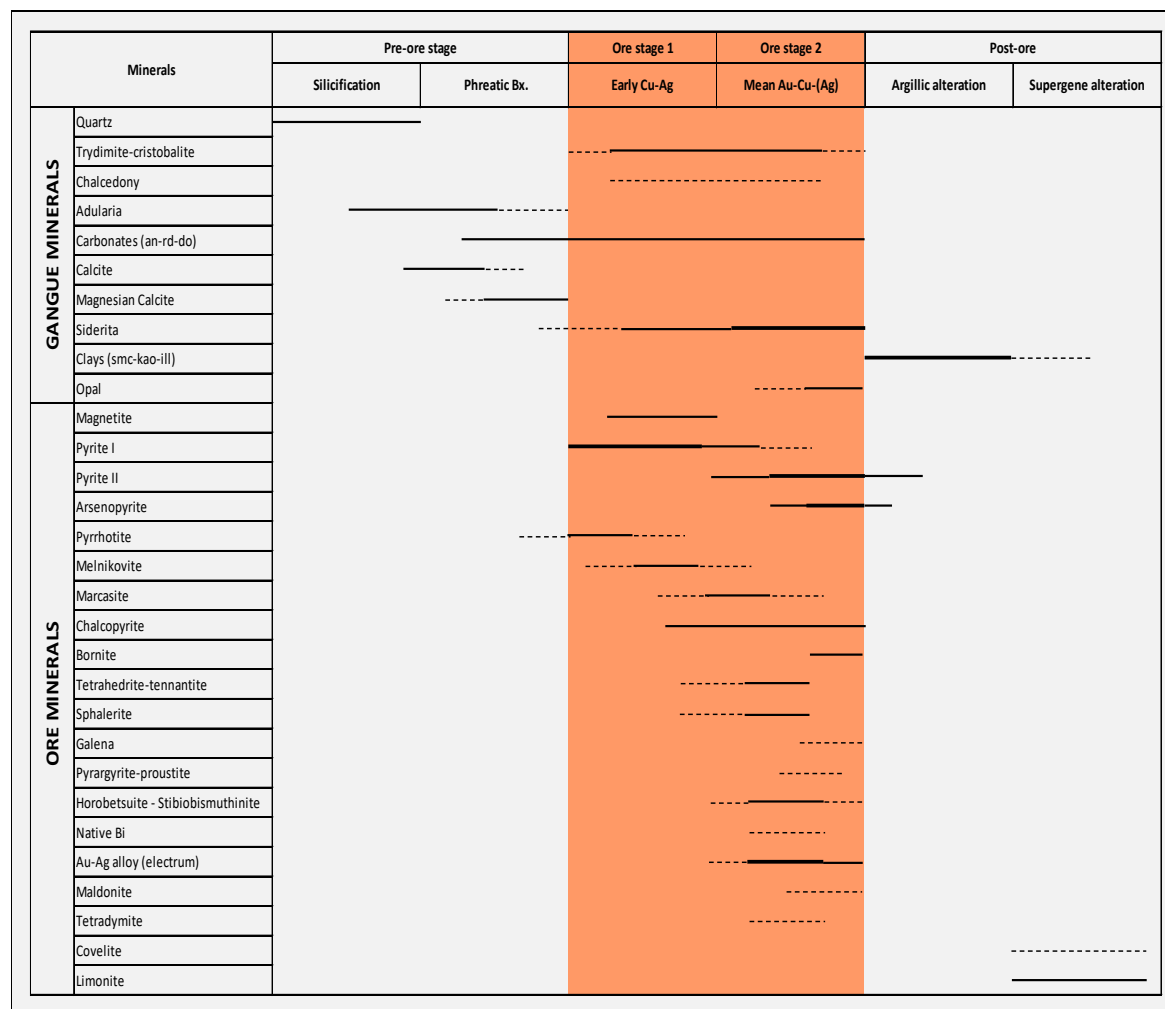 Minerals
Pre-ore stage
Ore stage 1
Ore stage 2
Post-ore
Silicification
Phreatic Bx.
Early Cu-Ag
Mean Au-Cu-(Ag)
Argillic alteration
Supergene alteration
GANGUE MINERALS
Quartz
Trydimite-cristobalite
Chalcedony
Adularia
Carbonates (an-rd-do)
Calcite
Magnesian Calcite
Siderita
Clays (smc-kao-ill)
Opal
ORE MINERALS
Magnetite
Pyrite I
Pyrite II
Arsenopyrite
Pyrrhotite
Melnikovite
Marcasite
Chalcopyrite
Bornite
Tetrahedrite-tennantite
Sphalerite
Galena
Pyrargyrite-proustite
Horobetsuite - Stibiobismuthinite
Native Bi
Au-Ag alloy (electrum)
Maldonite
Tetradymite
Covelite
Limonite